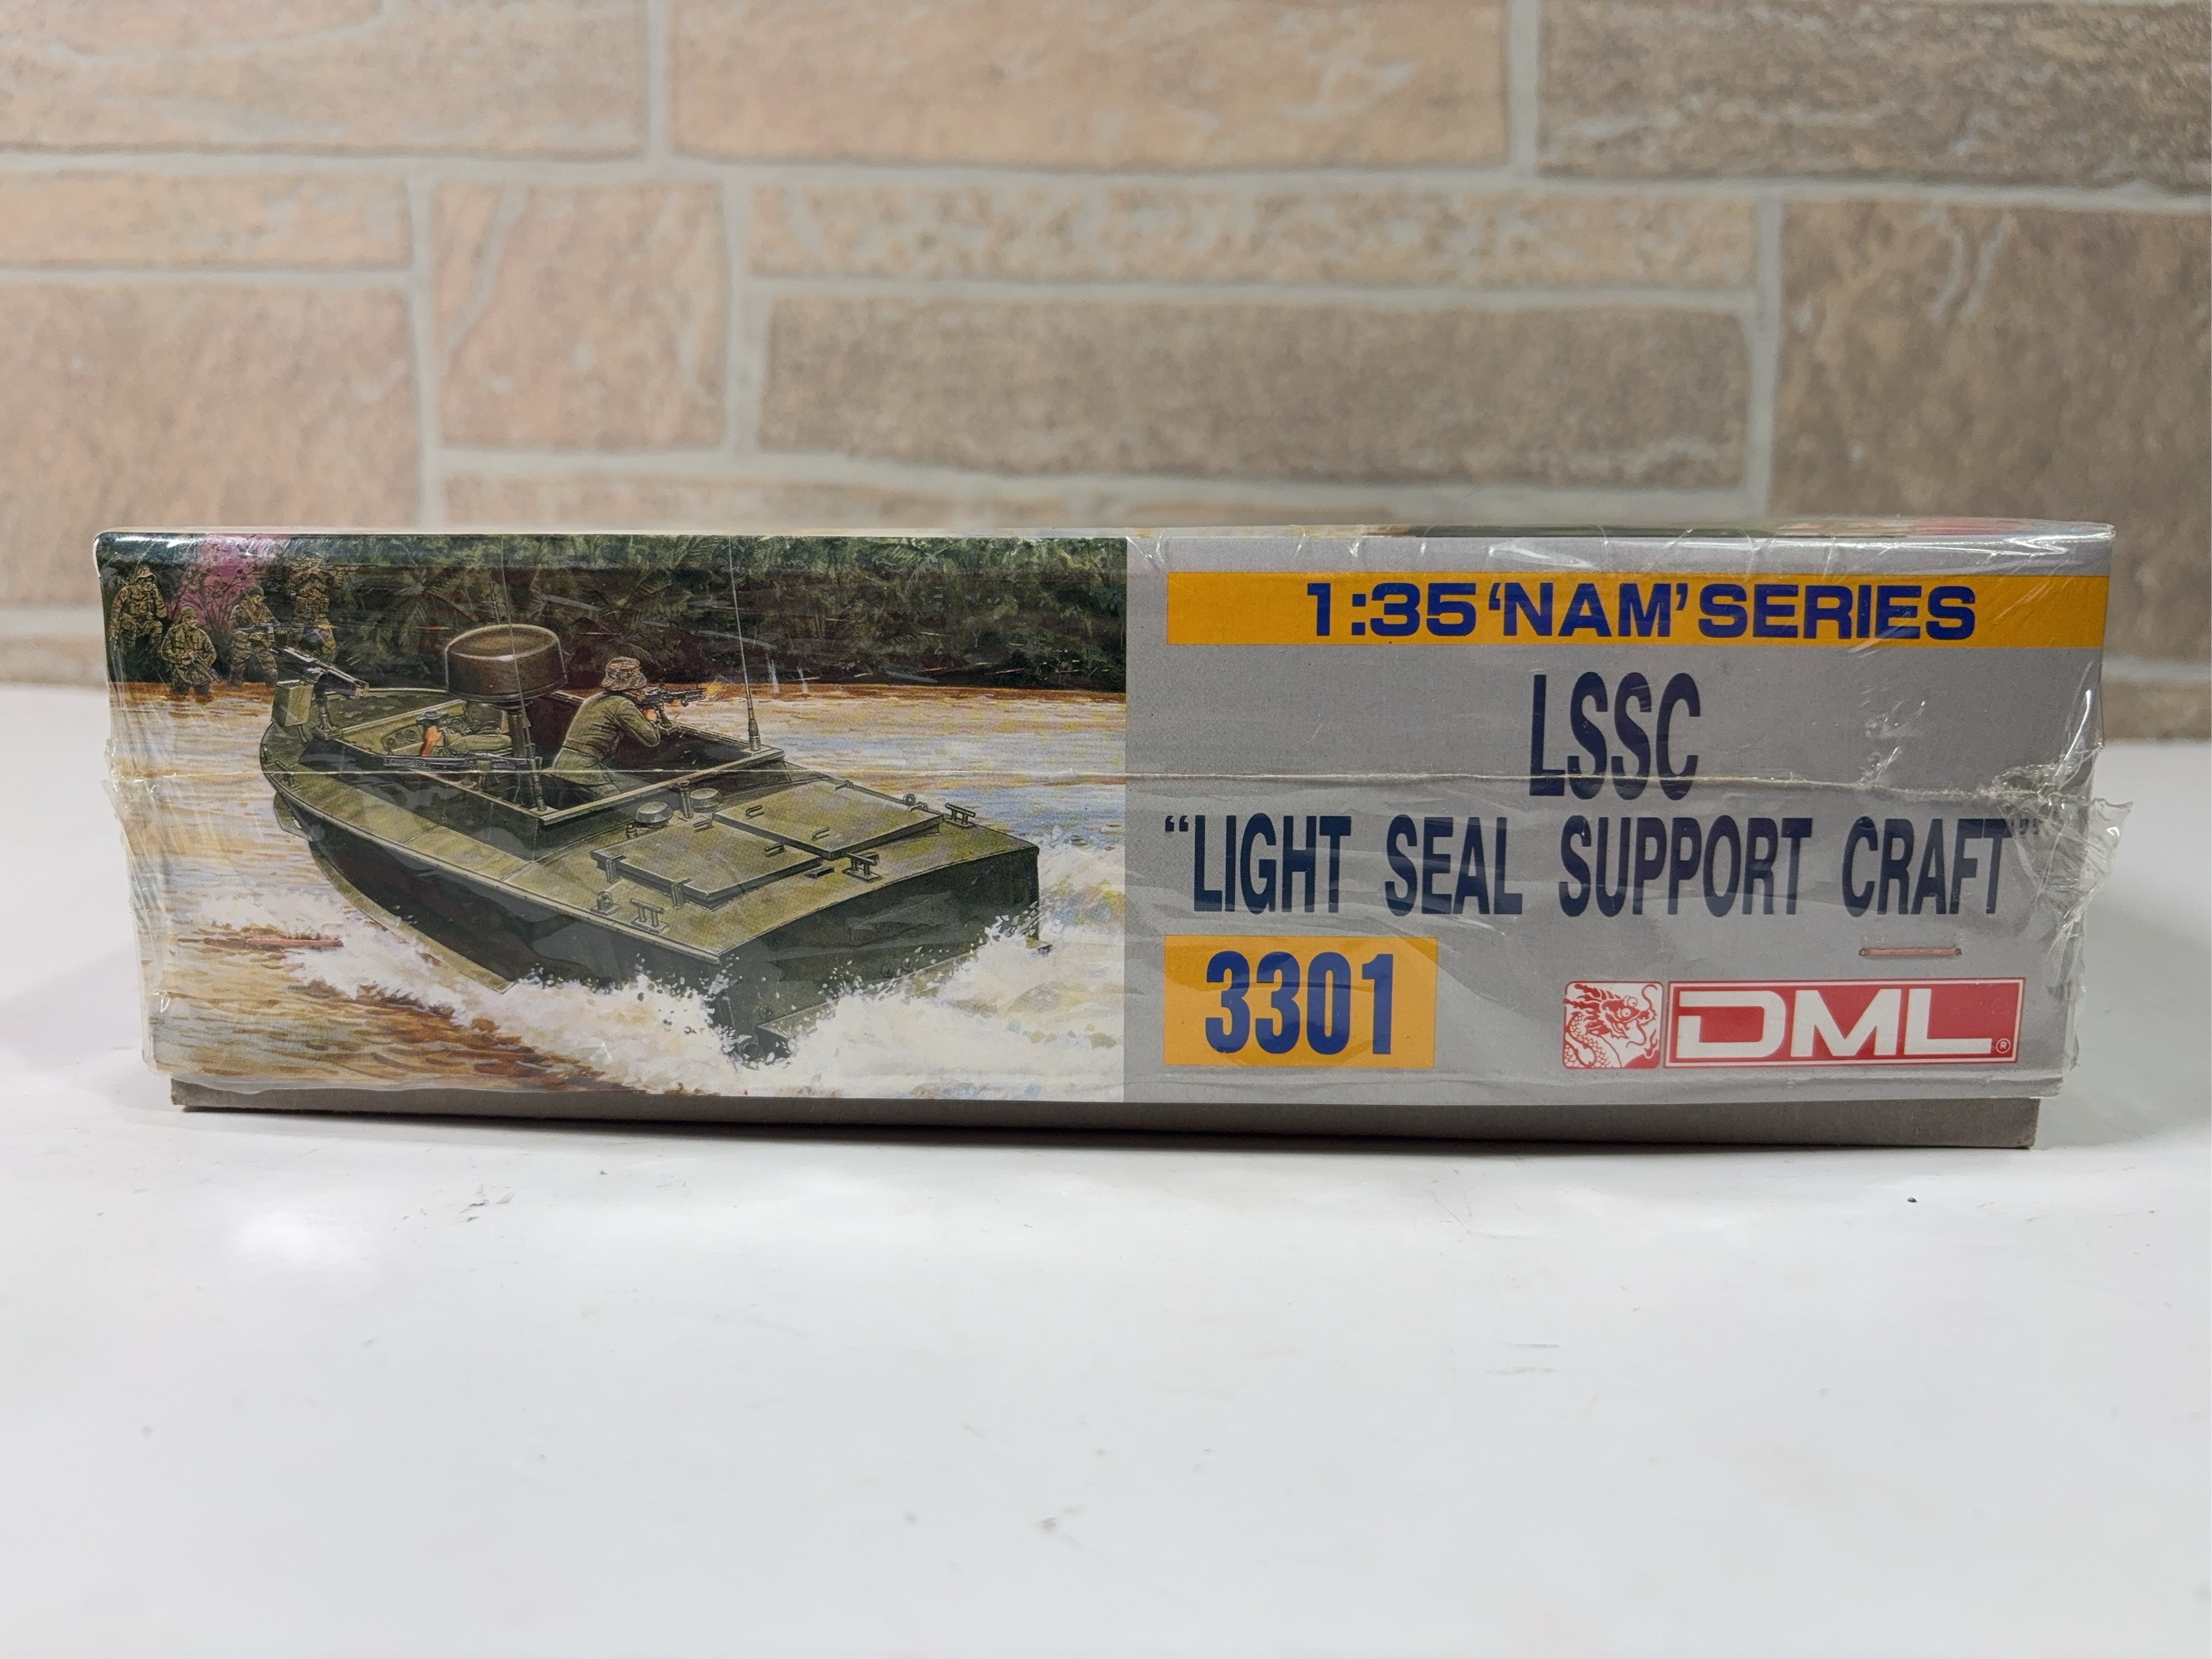 1:35 ‘NAM’ SERIES
LSSC
“LIGHT SEAL SUPPORT CRAFT”
3301
DML®